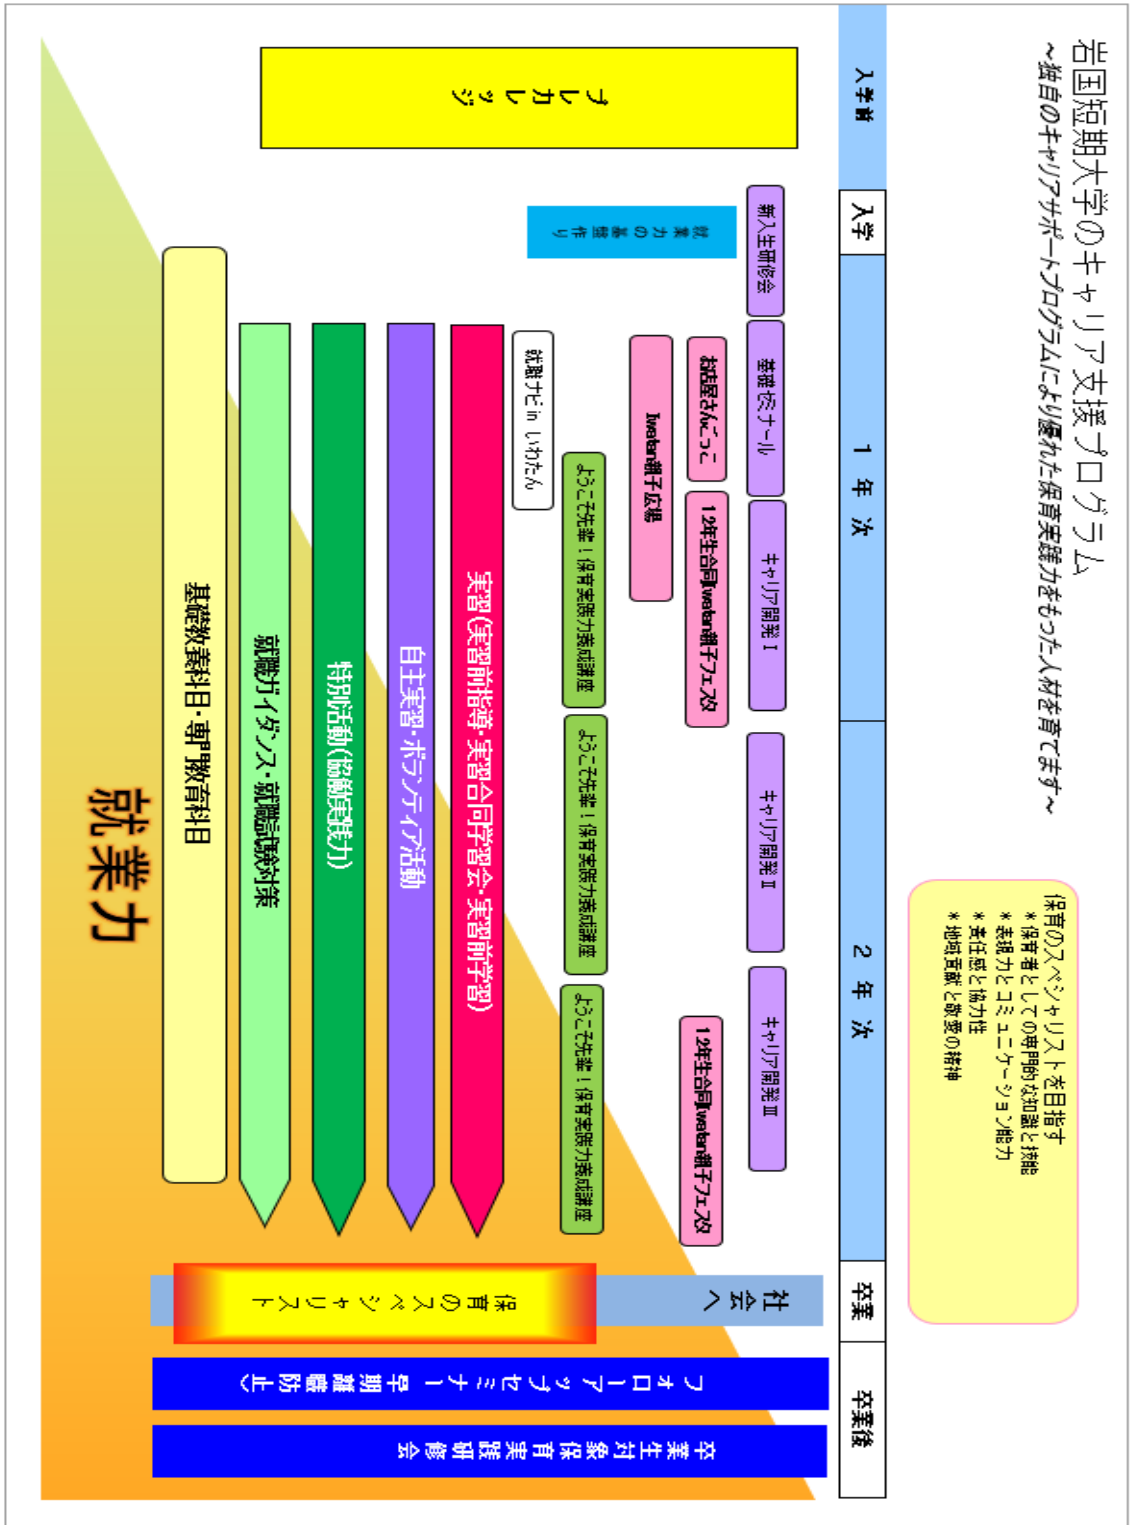 岩国短期大学のキャリア支援プログラム
～独自のキャリアサポートプログラムにより優れた保育実践力をもった人材を育てます～
保育のスペシャリストを目指す
＊保育者としての専門的な知識と技能
＊表現力とコミュニケーション能力
＊責任感と協力性
＊地域貢献と敬愛の精神
入学前
入学
1 年 次
2 年 次
卒業
卒業後
プレカレッジ
新入生研修会
基礎ゼミナール
キャリア開発Ⅰ
キャリア開発Ⅱ
キャリア開発Ⅲ
就業力の基盤作り
お店屋さんごっこ
1.2年生合同Iwatan親子フェスタ
1.2年生合同Iwatan親子フェスタ
Iwatan親子広場
ようこそ先輩！保育実践力養成講座
ようこそ先輩！保育実践力養成講座
ようこそ先輩！保育実践力養成講座
就職ナビ in いわたん
実習(実習前指導・実習合同学習会・実習前学習)
自主実習・ボランティア活動
特別活動(協働実践力)
就職ガイダンス・就職試験対策
基礎教養科目・専門教育科目
就業力
社会へ
保育のスペシャリスト
フォローアップセミナー 早期離職防止)
卒業生対象保育実践研修会